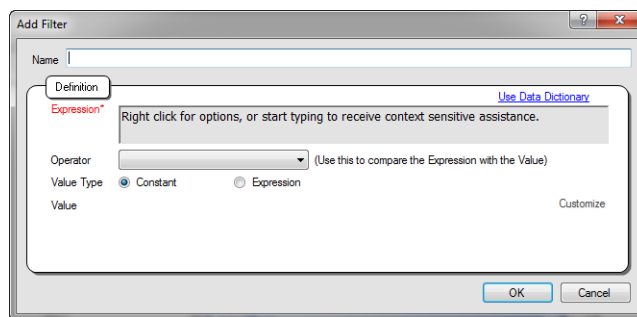 Add Filter
Name
Definition
Use Data Dictionary
Expression*
Right click for options, or start typing to receive context sensitive assistance.
Operator (Use this to compare the Expression with the Value)
Value Type Constant Expression
Value Customize
OK Cancel